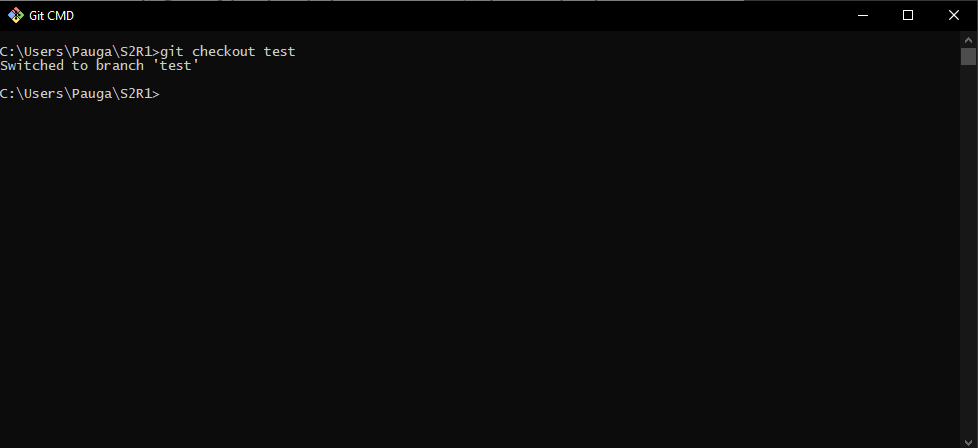 Git CMD
C:\Users\Pauga\S2R1>git checkout test
Switched to branch 'test'
C:\Users\Pauga\S2R1>